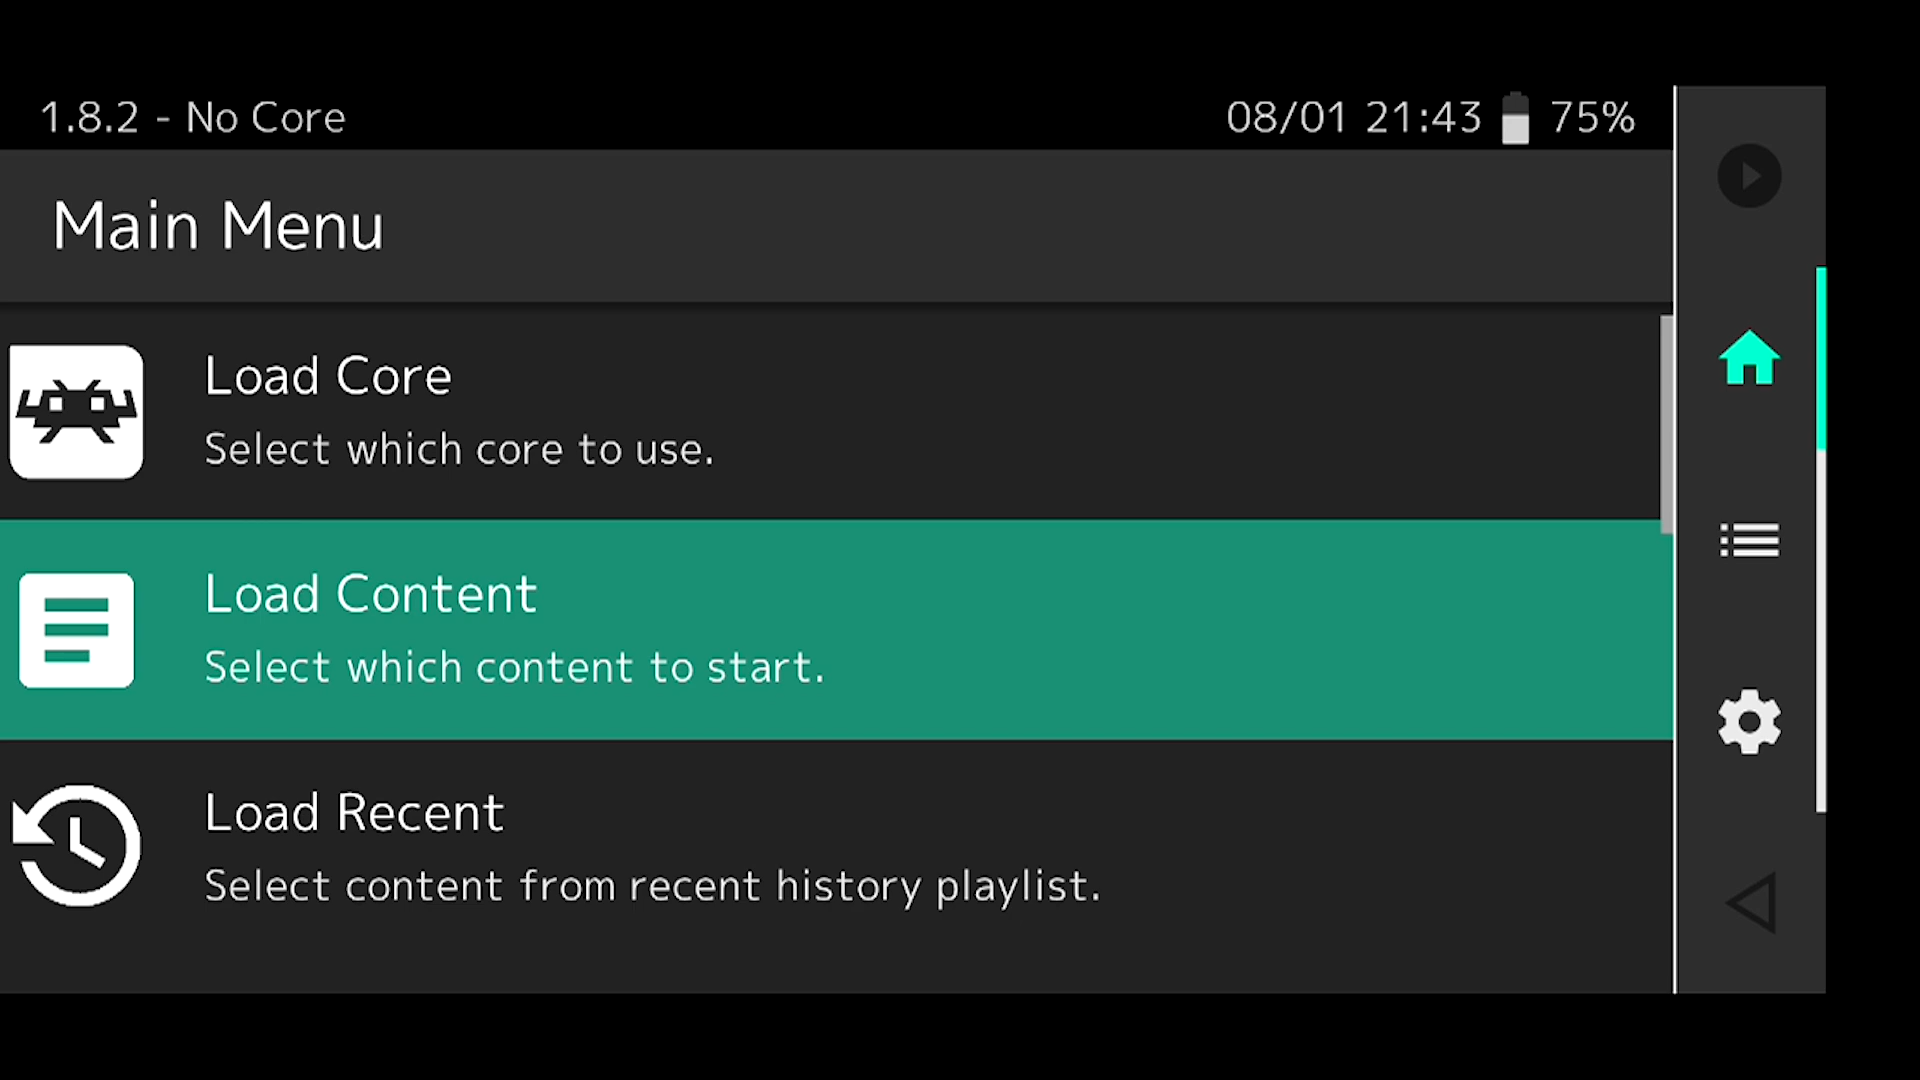 1.8.2 - No Core
08/01 21:43 75%
Main Menu
Load Core
Select which core to use.
Load Content
Select which content to start.
Load Recent
Select content from recent history playlist.